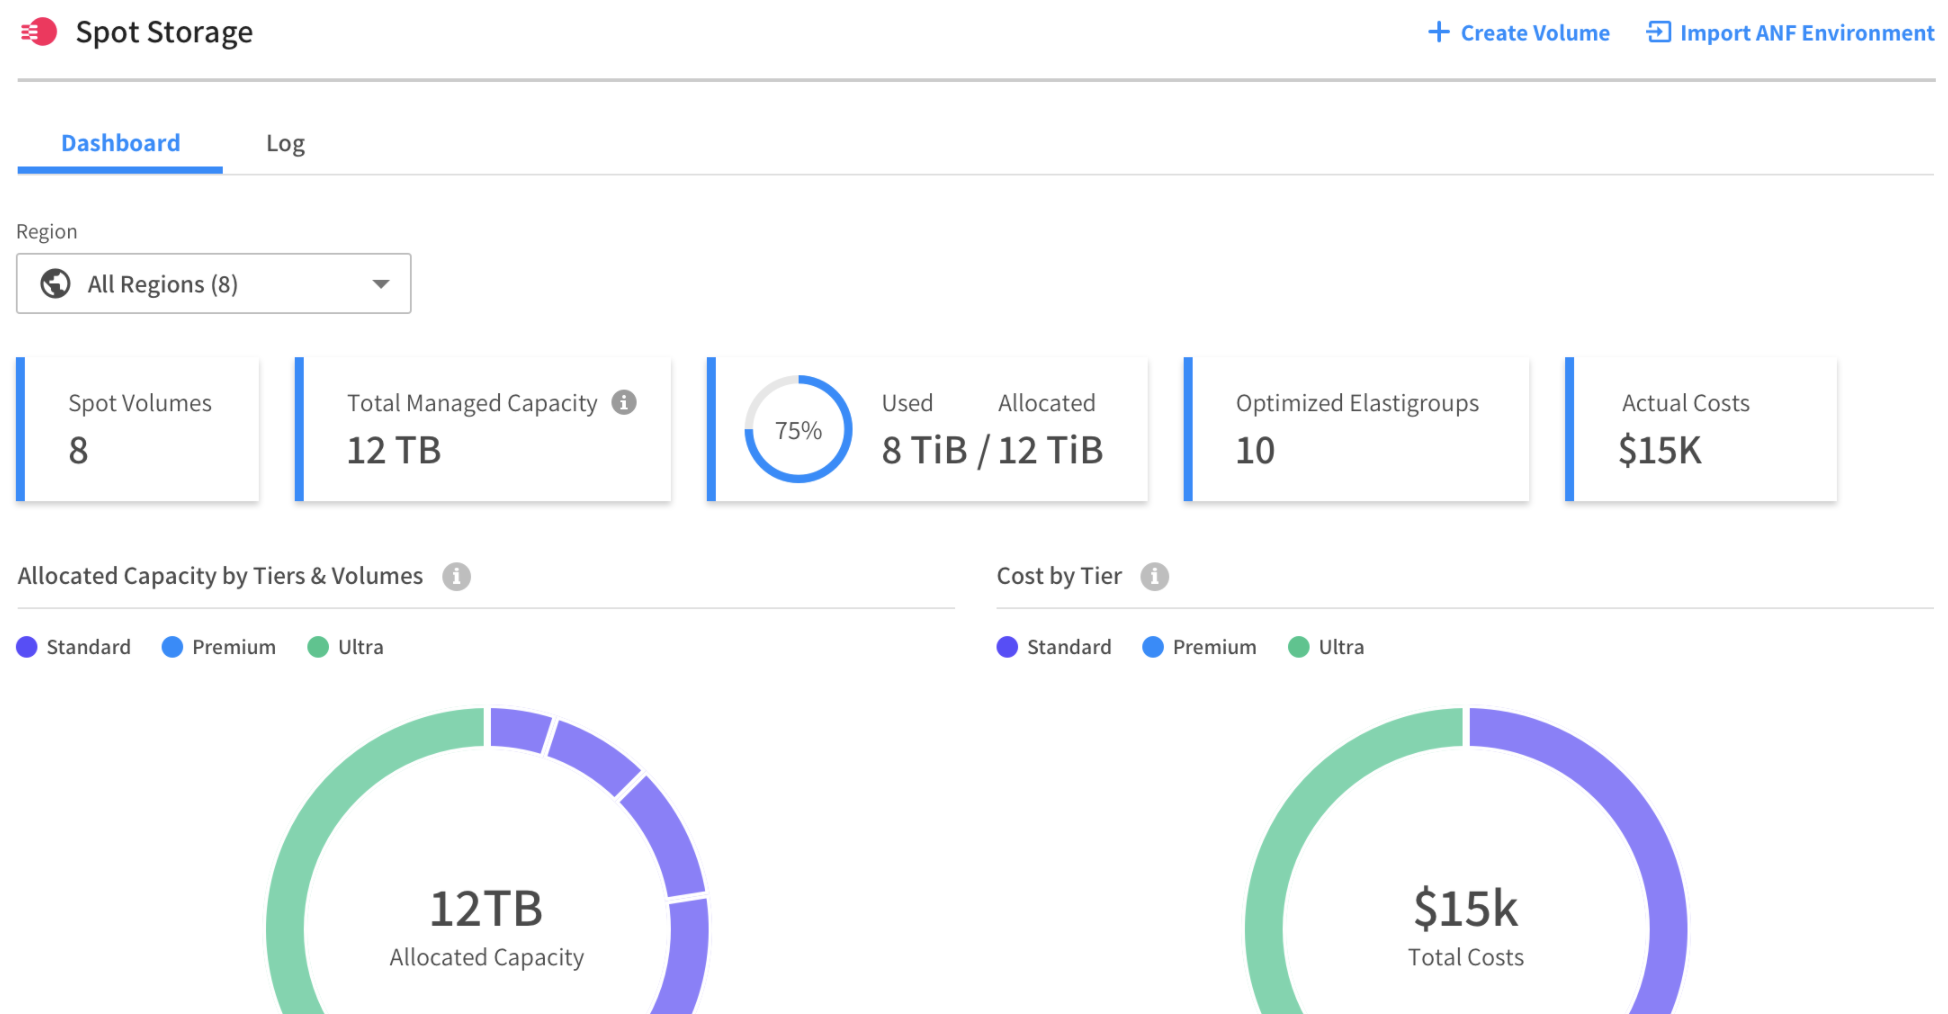 Spot Storage
Create Volume
Import ANF Environment
Dashboard
Log
Region
All Regions (8)
Spot Volumes
8
Total Managed Capacity
12 TB
75%
Used Allocated
8 TiB / 12 TiB
Optimized Elastigroups
10
Actual Costs
$15K
Allocated Capacity by Tiers & Volumes
Standard
Premium
Ultra
12TB
Allocated Capacity
Cost by Tier
Standard
Premium
Ultra
$15k
Total Costs